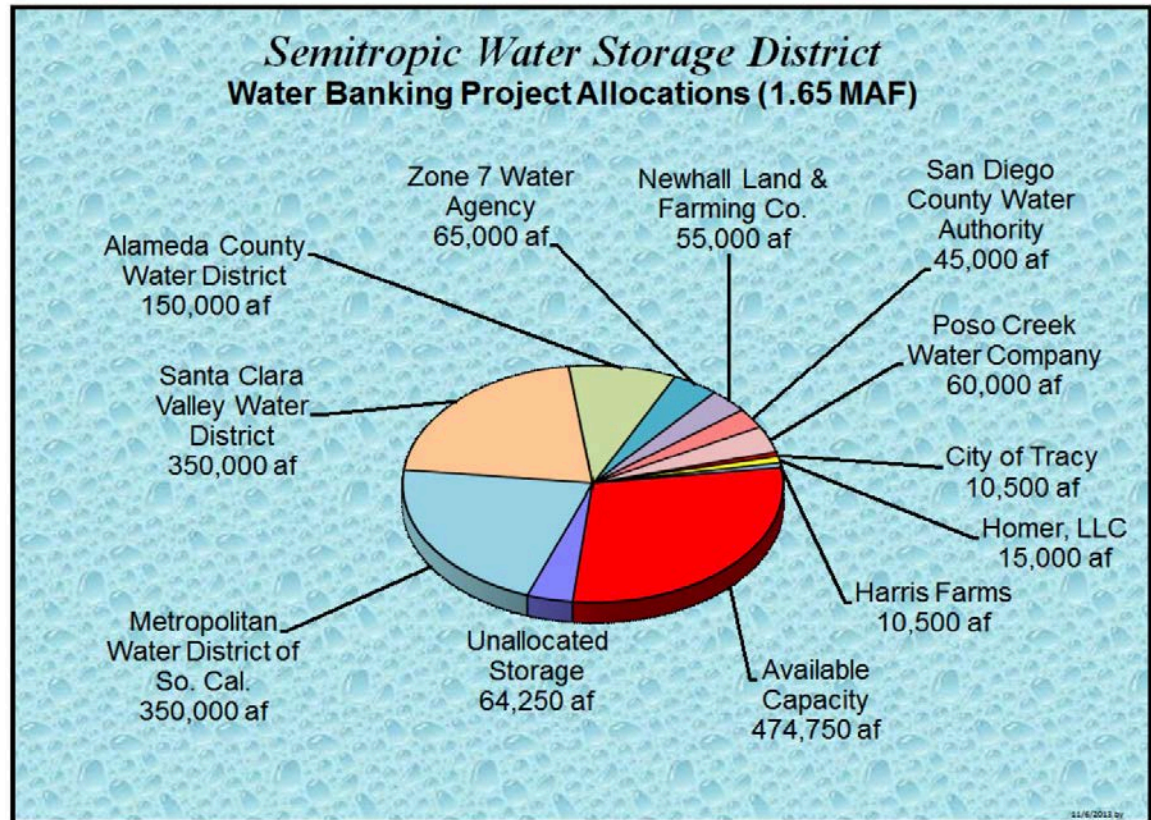 Semitropic Water Storage District
Water Banking Project Allocations (1.65 MAF)
Zone 7 Water
Agency
65,000 af
Newhall Land &
Farming Co.
55,000 af
San Diego
County Water
Authority
45,000 af
Alameda County
Water District
150,000 af
Poso Creek
Water Company
60,000 af
Santa Clara
Valley Water
District
350,000 af
City of Tracy
10,500 af
Homer, LLC
15,000 af
Harris Farms
10,500 af
Metropolitan
Water District of
So. Cal.
350,000 af
Unallocated
Storage
64,250 af
Available
Capacity
474,750 af
11/6/2013 by